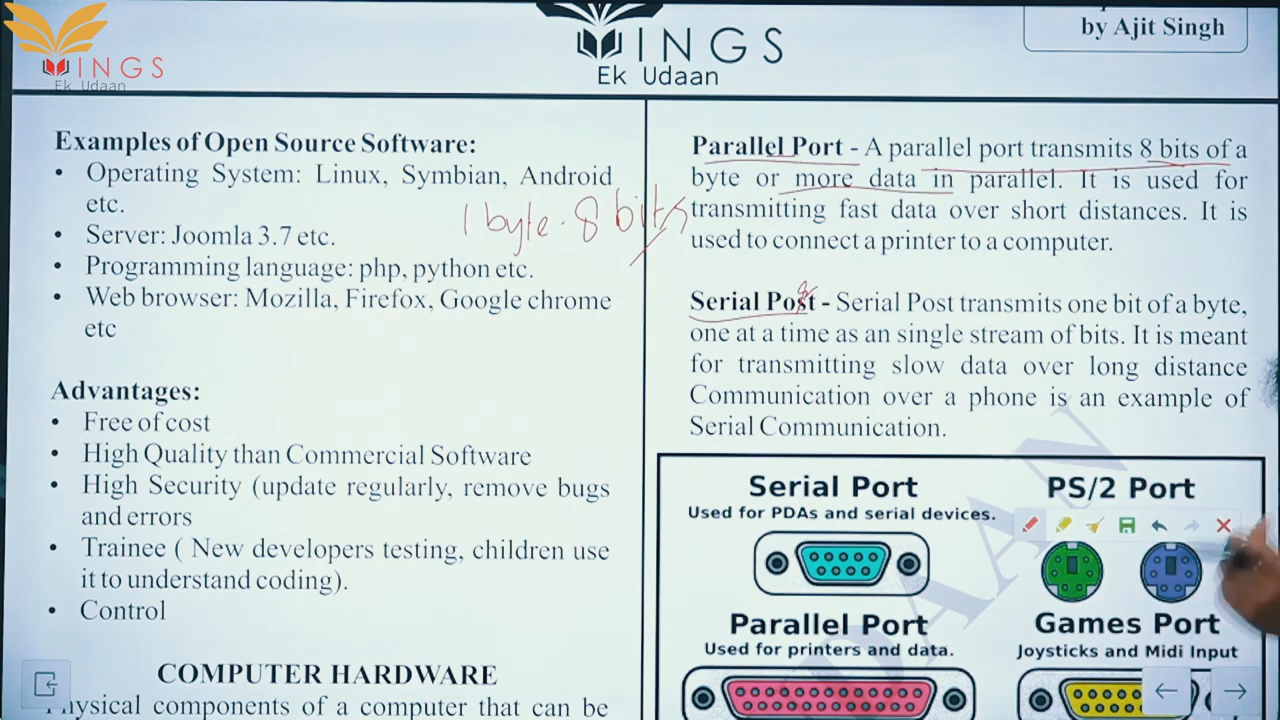 WINGS
Ek Udaan
WINGS
Ek Udaan
by Ajit Singh
Examples of Open Source Software:
• Operating System: Linux, Symbian, Android
etc.
• Server: Joomla 3.7 etc.
• Programming language: php, python etc.
• Web browser: Mozilla, Firefox, Google chrome
etc
1 byte - 8 bits
Advantages:
• Free of cost
• High Quality than Commercial Software
• High Security (update regularly, remove bugs
and errors
• Trainee ( New developers testing, children use
it to understand coding).
• Control
COMPUTER HARDWARE
Physical components of a computer that can be
Parallel Port - A parallel port transmits 8 bits of a
byte or more data in parallel. It is used for
transmitting fast data over short distances. It is
used to connect a printer to a computer.
Serial Post - Serial Post transmits one bit of a byte,
one at a time as an single stream of bits. It is meant
for transmitting slow data over long distance
Communication over a phone is an example of
Serial Communication.
Serial Port
Used for PDAs and serial devices.
PS/2 Port
Parallel Port
Used for printers and data.
Games Port
Joysticks and Midi Input